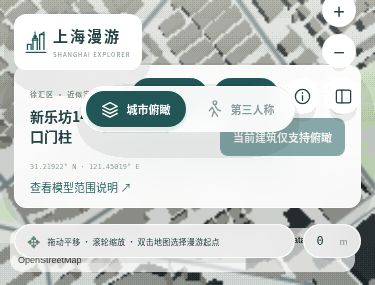 上海漫游
SHANGHAI EXPLORER
徐汇区 · 近似
城市俯瞰
第三人称
新乐坊1
口门柱
当前建筑仅支持俯瞰
31.21922° N · 121.45019° E
查看模型范围说明 ↗
拖动平移 · 滚轮缩放 · 双击地图选择漫游起点
0 m
OpenStreetMap